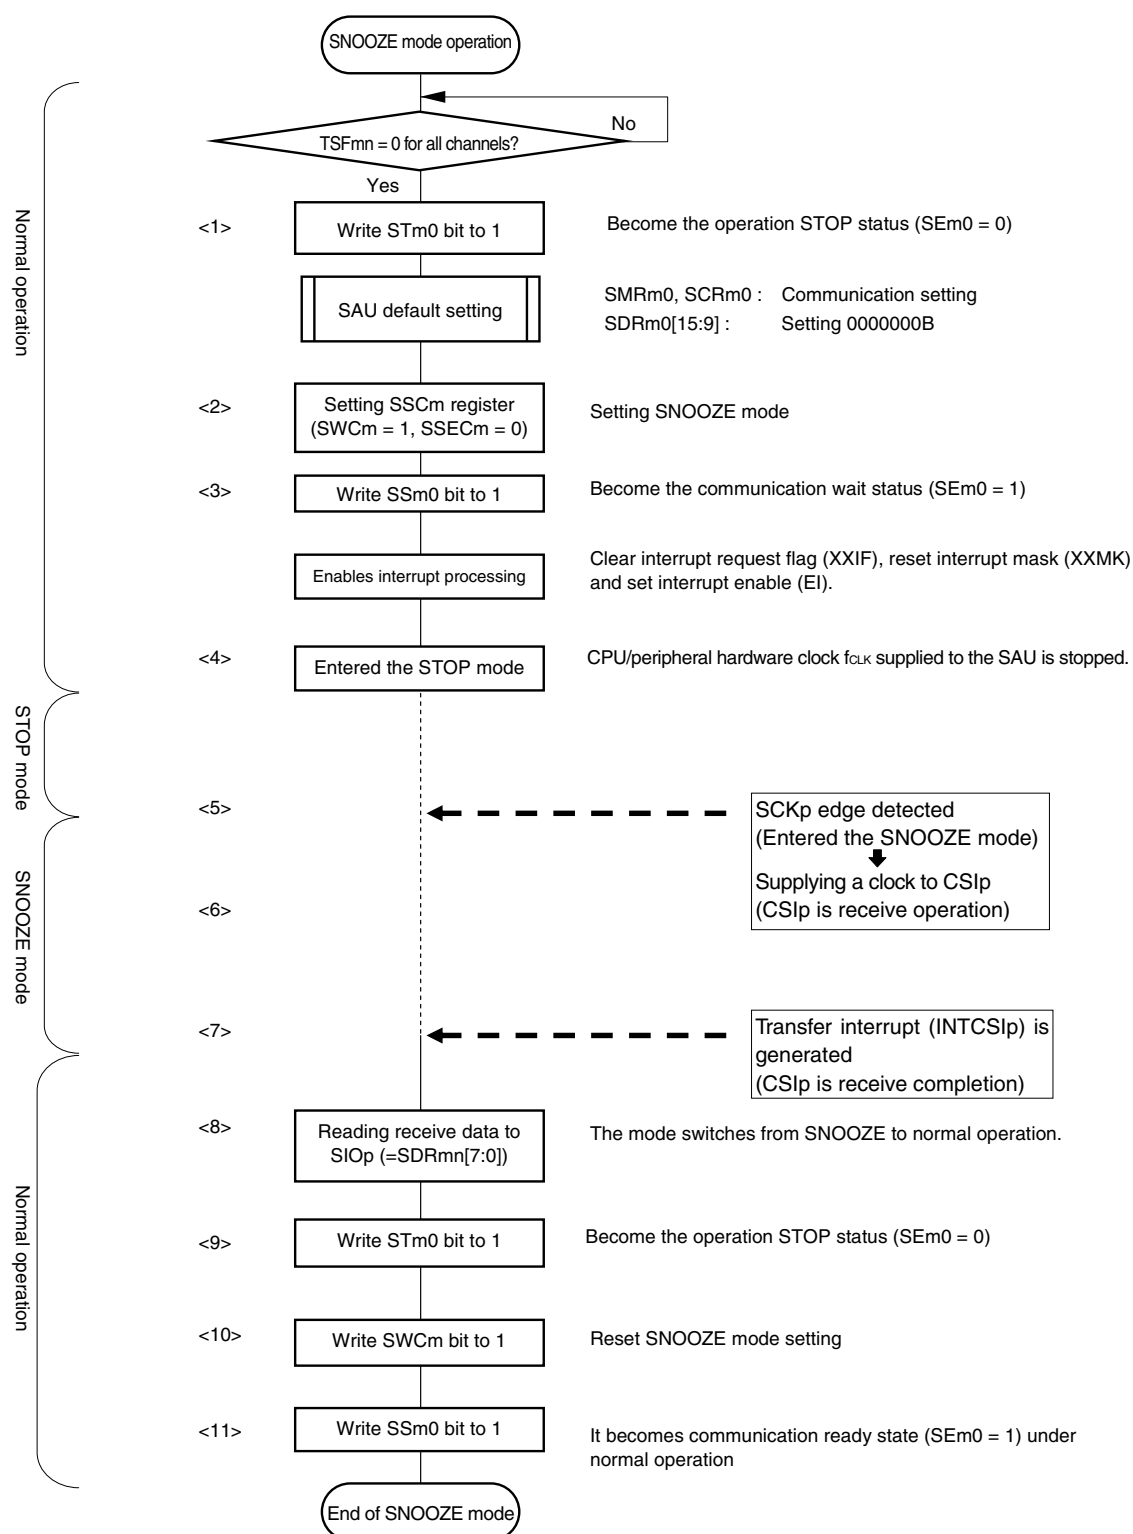 SNOOZE mode operation
No
TSFmn = 0 for all channels?
Yes
Normal operation
<1>
Write STm0 bit to 1
Become the operation STOP status (SEm0 = 0)
SAU default setting
SMRm0, SCRm0 : Communication setting
SDRm0[15:9] : Setting 0000000B
<2>
Setting SSCm register
(SWCm = 1, SSECm = 0)
Setting SNOOZE mode
<3>
Write SSm0 bit to 1
Become the communication wait status (SEm0 = 1)
Enables interrupt processing
Clear interrupt request flag (XXIF), reset interrupt mask (XXMK)
and set interrupt enable (EI).
<4>
Entered the STOP mode
CPU/peripheral hardware clock fCLK supplied to the SAU is stopped.
STOP mode
<5>
SCKp edge detected
(Entered the SNOOZE mode)
Supplying a clock to CSIp
(CSIp is receive operation)
SNOOZE mode
<6>
<7>
Transfer interrupt (INTCSIp) is
generated
(CSIp is receive completion)
Normal operation
<8>
Reading receive data to
SIOp (=SDRmn[7:0])
The mode switches from SNOOZE to normal operation.
<9>
Write STm0 bit to 1
Become the operation STOP status (SEm0 = 0)
<10>
Write SWCm bit to 1
Reset SNOOZE mode setting
<11>
Write SSm0 bit to 1
It becomes communication ready state (SEm0 = 1) under
normal operation
End of SNOOZE mode